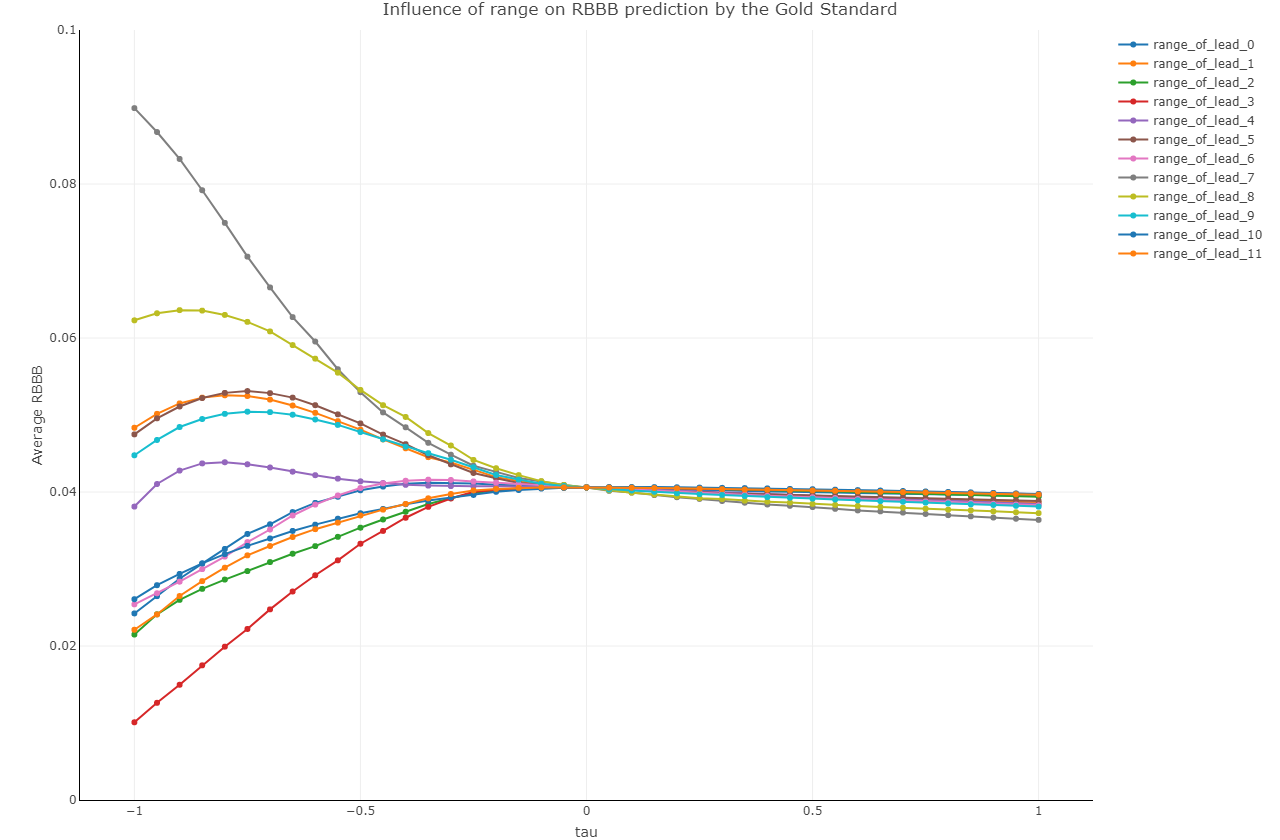 Influence of range on RBBB prediction by the Gold Standard
0.1
0.08
0.06
0.04
0.02
0
Average RBBB
−1
−0.5
0
0.5
1
tau
range_of_lead_0
range_of_lead_1
range_of_lead_2
range_of_lead_3
range_of_lead_4
range_of_lead_5
range_of_lead_6
range_of_lead_7
range_of_lead_8
range_of_lead_9
range_of_lead_10
range_of_lead_11